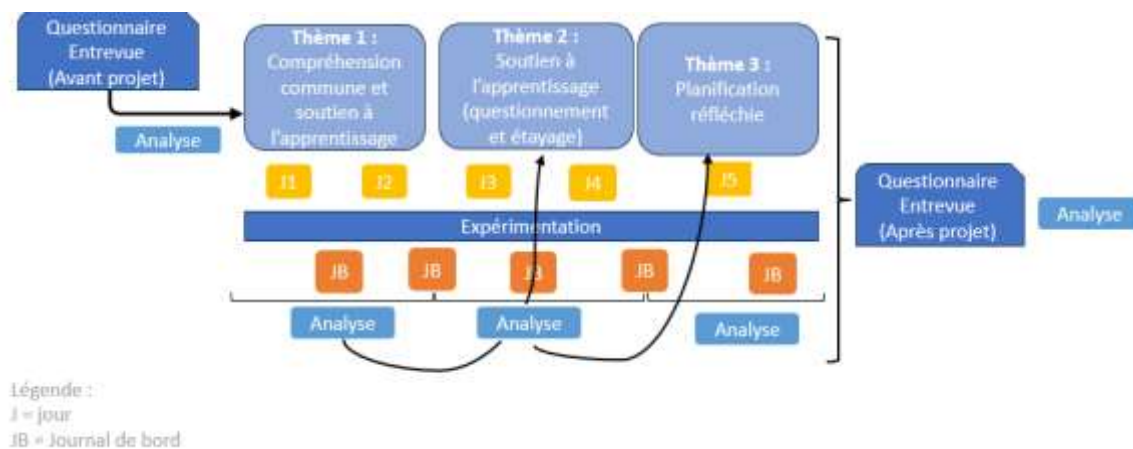 Questionnaire
Entrevue
(Avant projet)
Analyse
Thème 1 :
Compréhension
commune et
soutien à
l'apprentissage
Thème 2 :
Soutien à
l'apprentissage
(questionnement
et étayage)
Thème 3 :
Planification
réfléchie
J1
J2
J3
J4
J5
Expérimentation
JB
JB
JB
JB
JB
Analyse
Analyse
Analyse
Questionnaire
Entrevue
(Après projet)
Analyse
Légende :
J = jour
JB = Journal de bord